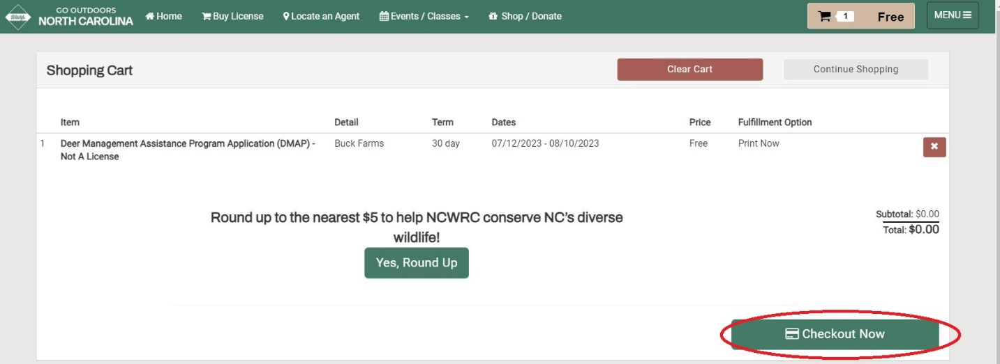 GO OUTDOORS
NORTH CAROLINA
Home
Buy License
Locate an Agent
Events / Classes
Shop / Donate
1
Free
MENU
Shopping Cart
Clear Cart
Continue Shopping
Item
Detail
Term
Dates
Price
Fulfillment Option
1
Deer Management Assistance Program Application (DMAP) -
Not A License
Buck Farms
30 day
07/12/2023 - 08/10/2023
Free
Print Now
Round up to the nearest $5 to help NCWRC conserve NC's diverse
wildlife!
Yes, Round Up
Subtotal: $0.00
Total: $0.00
Checkout Now